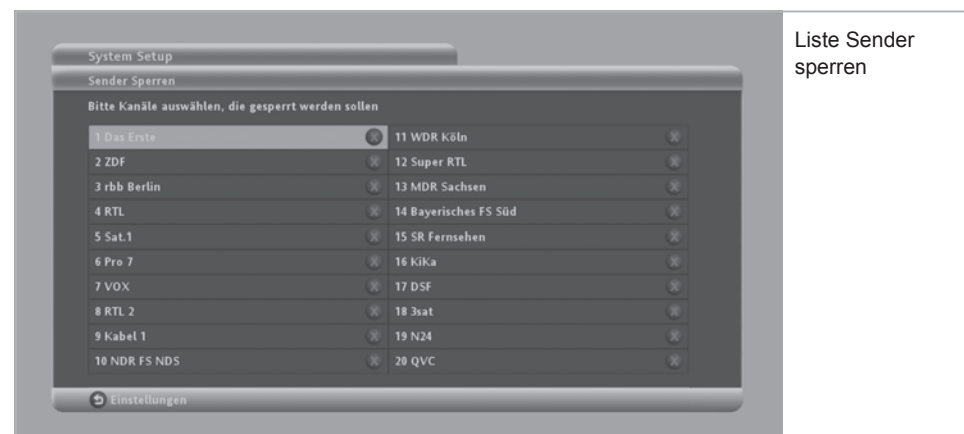 System Setup
Sender Sperren
Bitte Kanäle auswählen, die gesperrt werden sollen
1 Das Erste
2 ZDF
3 rbb Berlin
4 RTL
5 Sat.1
6 Pro 7
7 VOX
8 RTL 2
9 Kabel 1
10 NDR FS NDS
11 WDR Köln
12 Super RTL
13 MDR Sachsen
14 Bayerisches FS Süd
15 SR Fernsehen
16 KiKa
17 DSF
18 3sat
19 N24
20 QVC
Einstellungen
Liste Sender
sperren